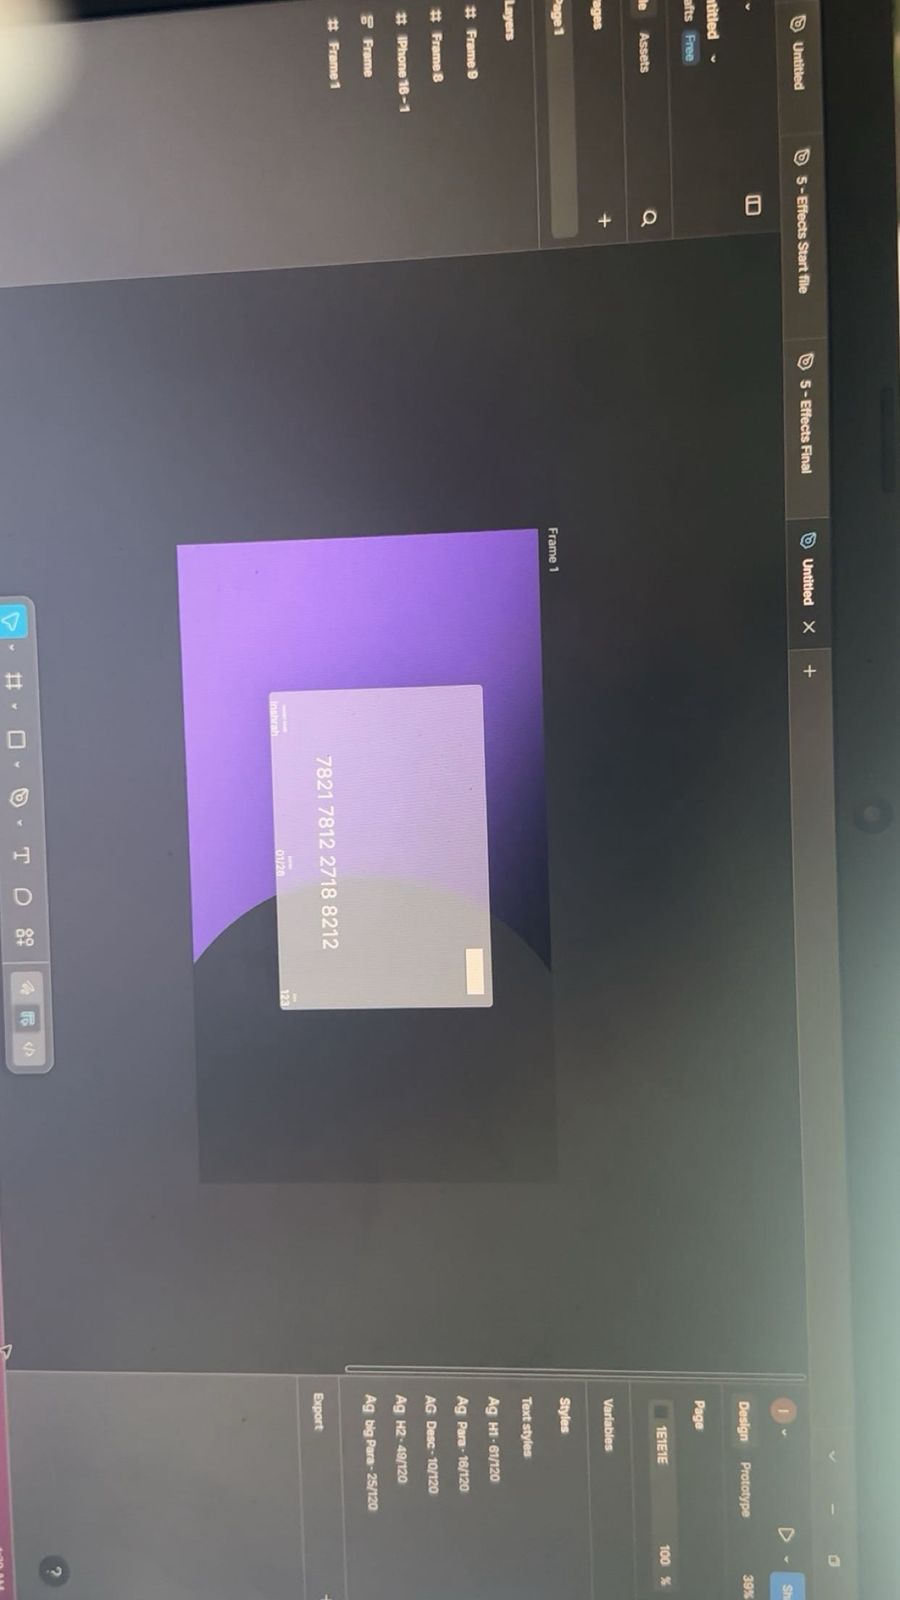 Untitled
5 - Effects Start file
5 - Effects Final
Untitled
Free
Assets
Page 1
Layers
Frame 9
Frame 8
iPhone 16 - 1
Frame
Frame 1
Frame 1
7821 7812 2718 8212
Inshrah
01/28
123
Design
Prototype
39%
Page
1E1E1E
100 %
Variables
Styles
Text styles
Ag H1 · 61/120
Ag Para · 16/120
AG Desc · 10/120
Ag H2 · 49/120
Ag big Para · 25/120
Export
?